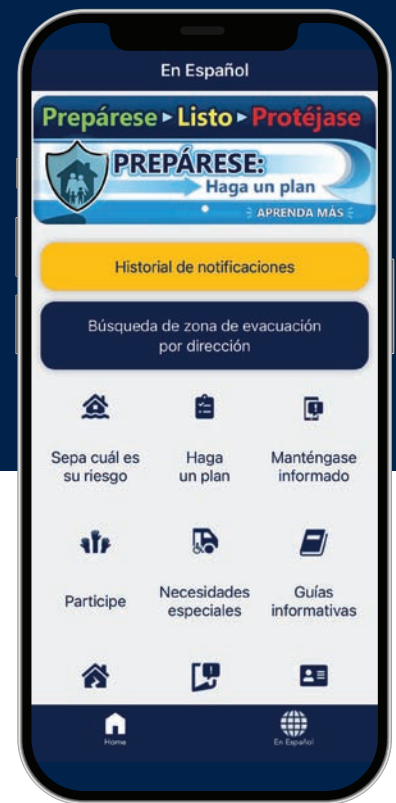 En Español
Prepárese ▸ Listo ▸ Protéjase
PREPÁRESE:
Haga un plan
APRENDA MÁS
Historial de notificaciones
Búsqueda de zona de evacuación
por dirección
Sepa cuál es
su riesgo
Haga
un plan
Manténgase
informado
Participe
Necesidades
especiales
Guías
informativas
Home
En Español